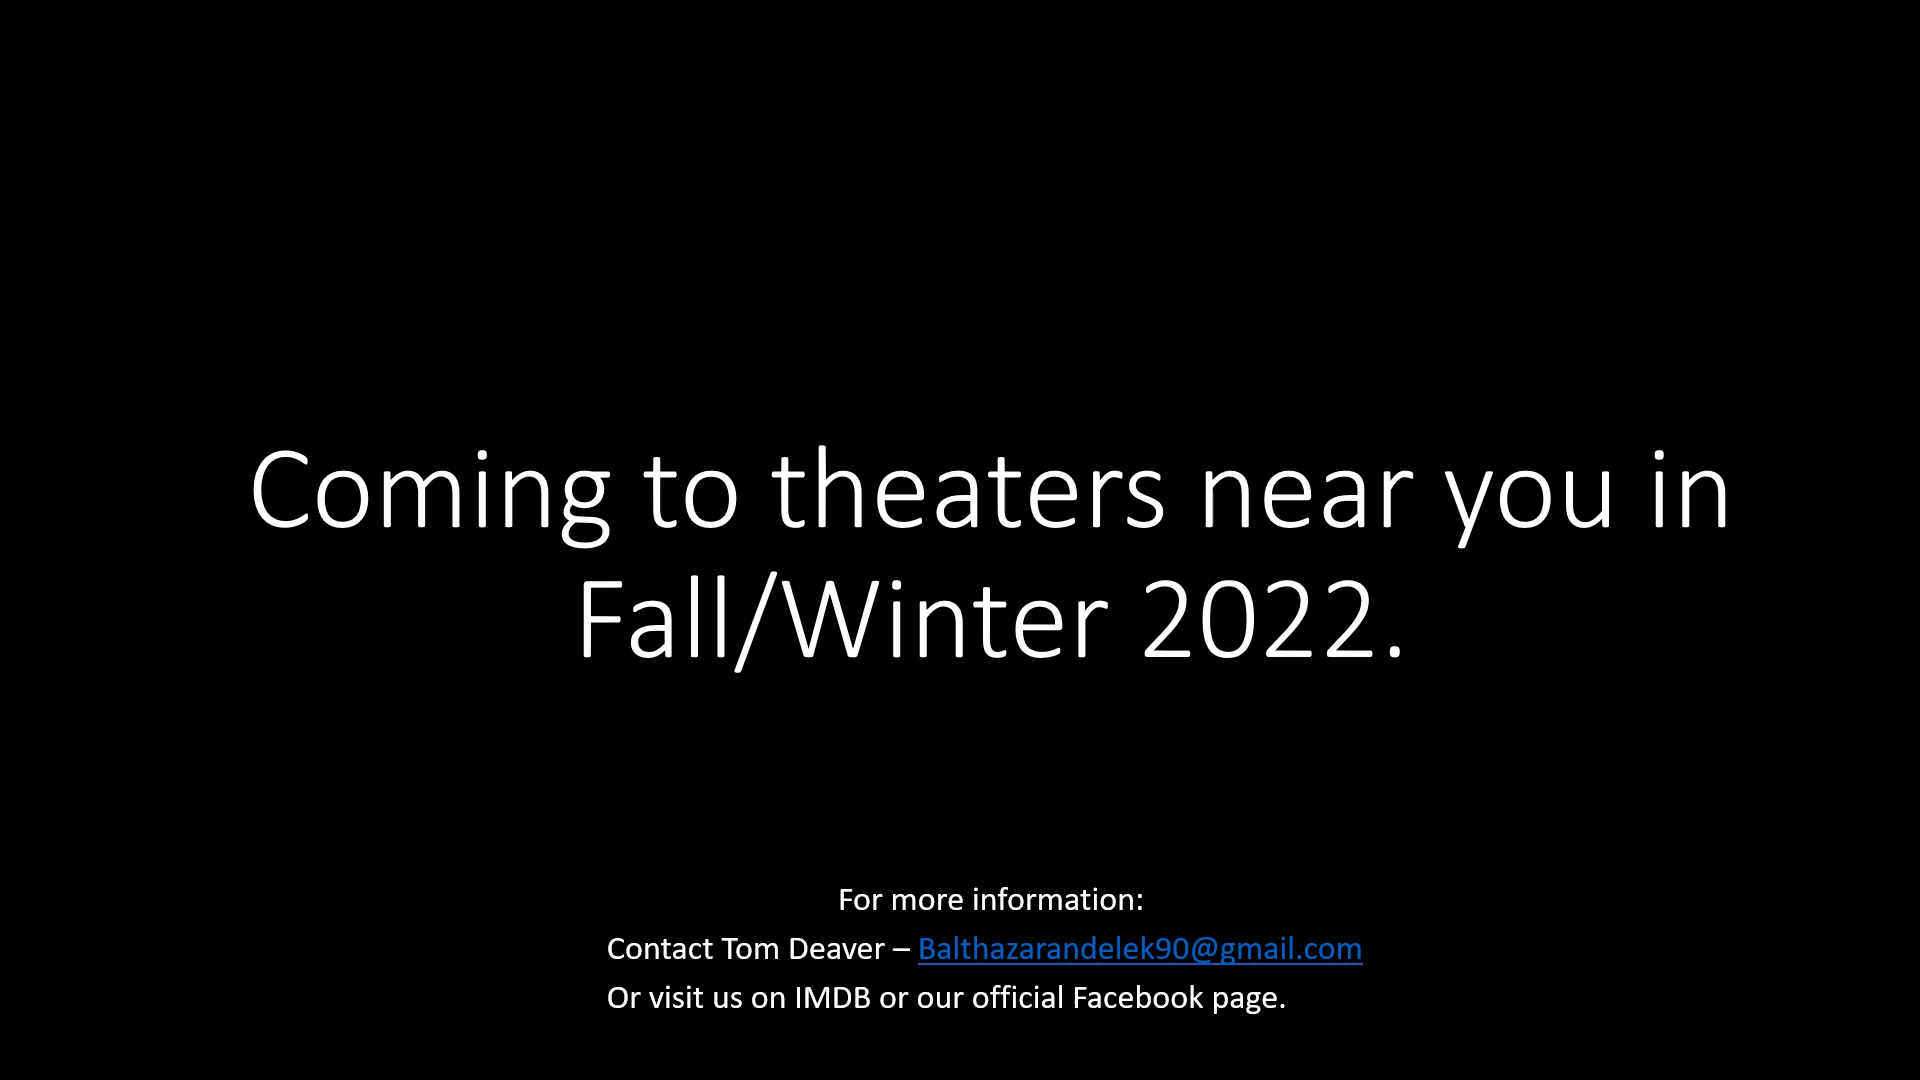 Coming to theaters near you in
Fall/Winter 2022.
For more information:
Contact Tom Deaver – Balthazarandelek90@gmail.com
Or visit us on IMDB or our official Facebook page.